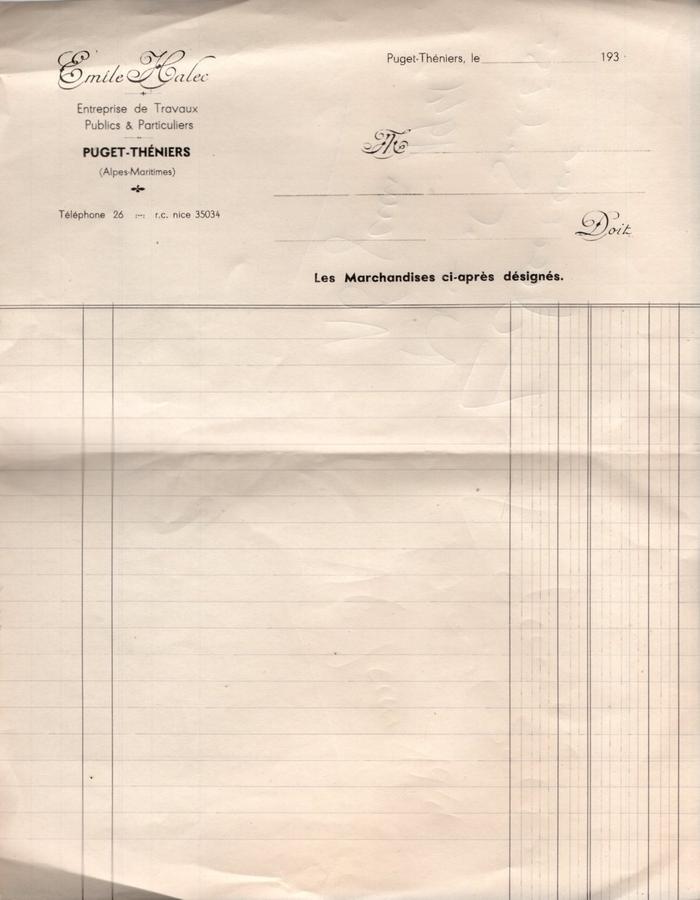 Emile Halec
Entreprise de Travaux
Publics & Particuliers
PUGET-THÉNIERS
(Alpes-Maritimes)
Téléphone 26 r.c. nice 35034
Puget-Théniers, le 193
M
Doit
Les Marchandises ci-après désignés.